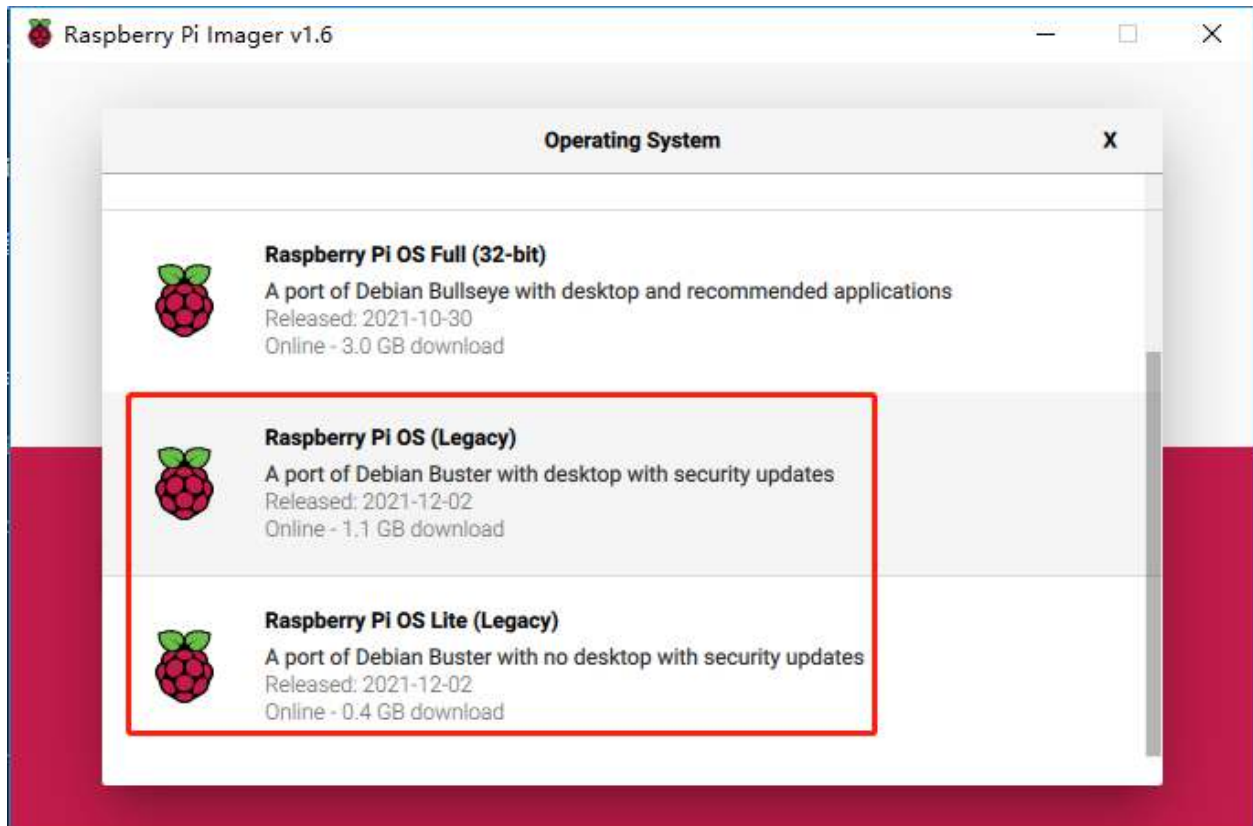 Raspberry Pi Imager v1.6
Operating System
X
Raspberry Pi OS Full (32-bit)
A port of Debian Bullseye with desktop and recommended applications
Released: 2021-10-30
Online - 3.0 GB download
Raspberry Pi OS (Legacy)
A port of Debian Buster with desktop with security updates
Released: 2021-12-02
Online - 1.1 GB download
Raspberry Pi OS Lite (Legacy)
A port of Debian Buster with no desktop with security updates
Released: 2021-12-02
Online - 0.4 GB download